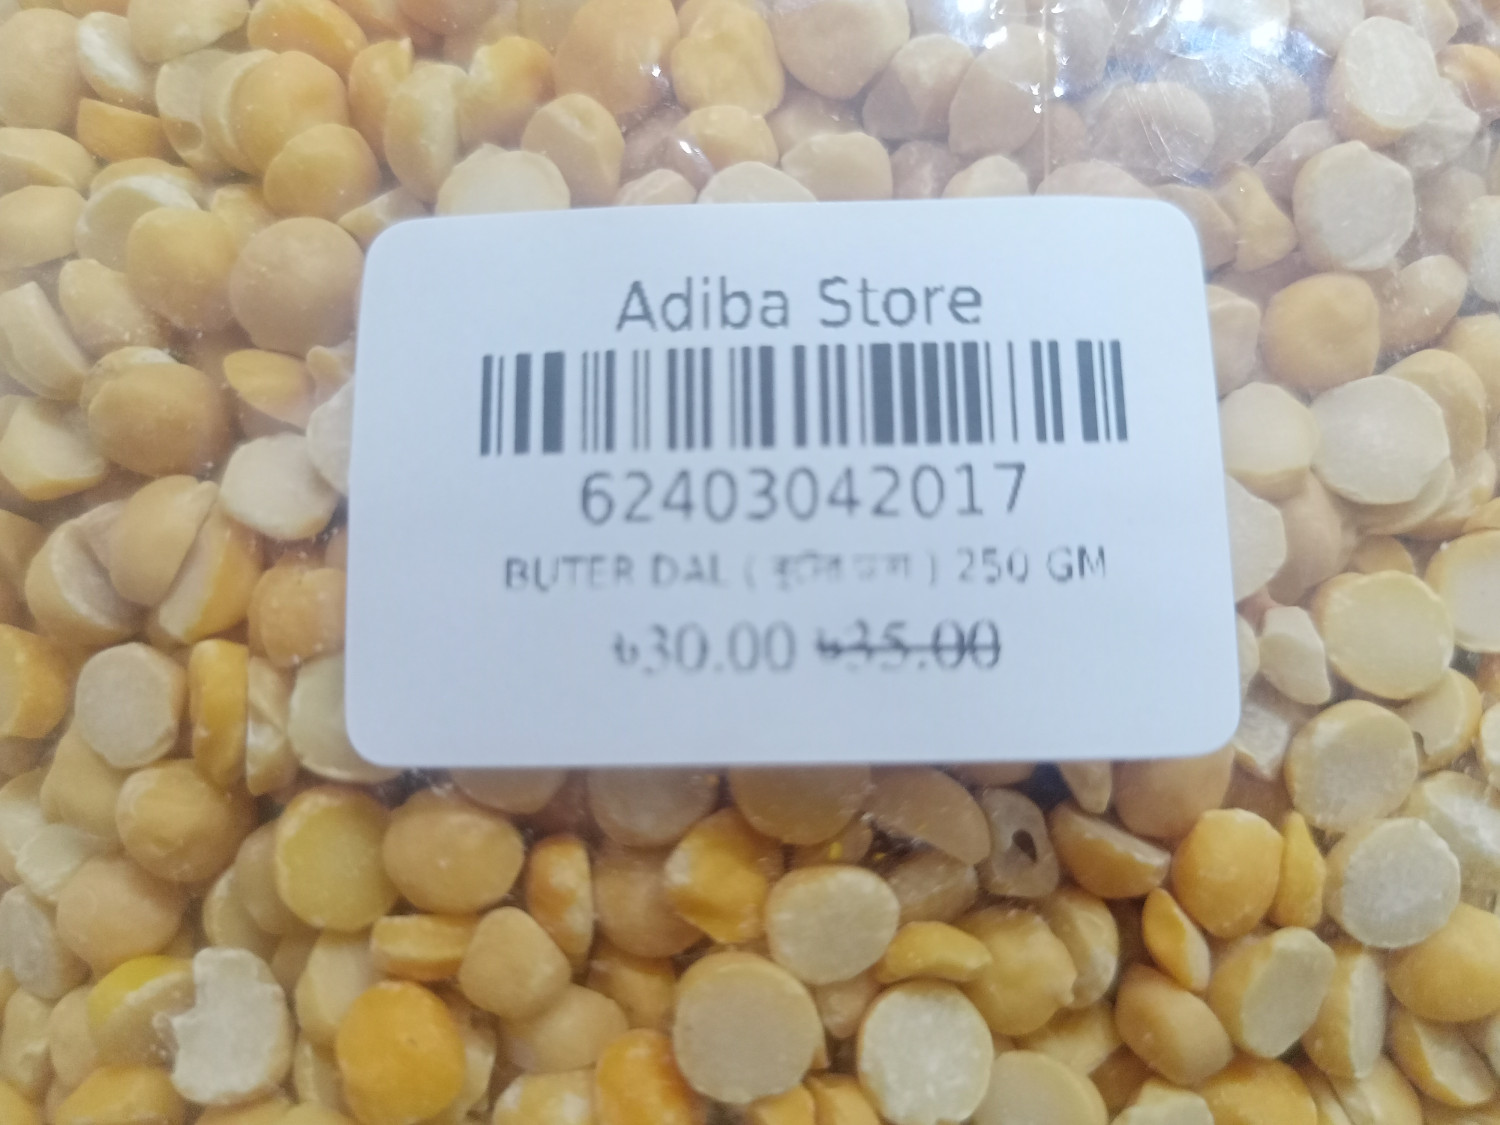 Adiba Store
62403042017
BUTER DAL ( ) 250 GM
৳30.00 ৳35.00